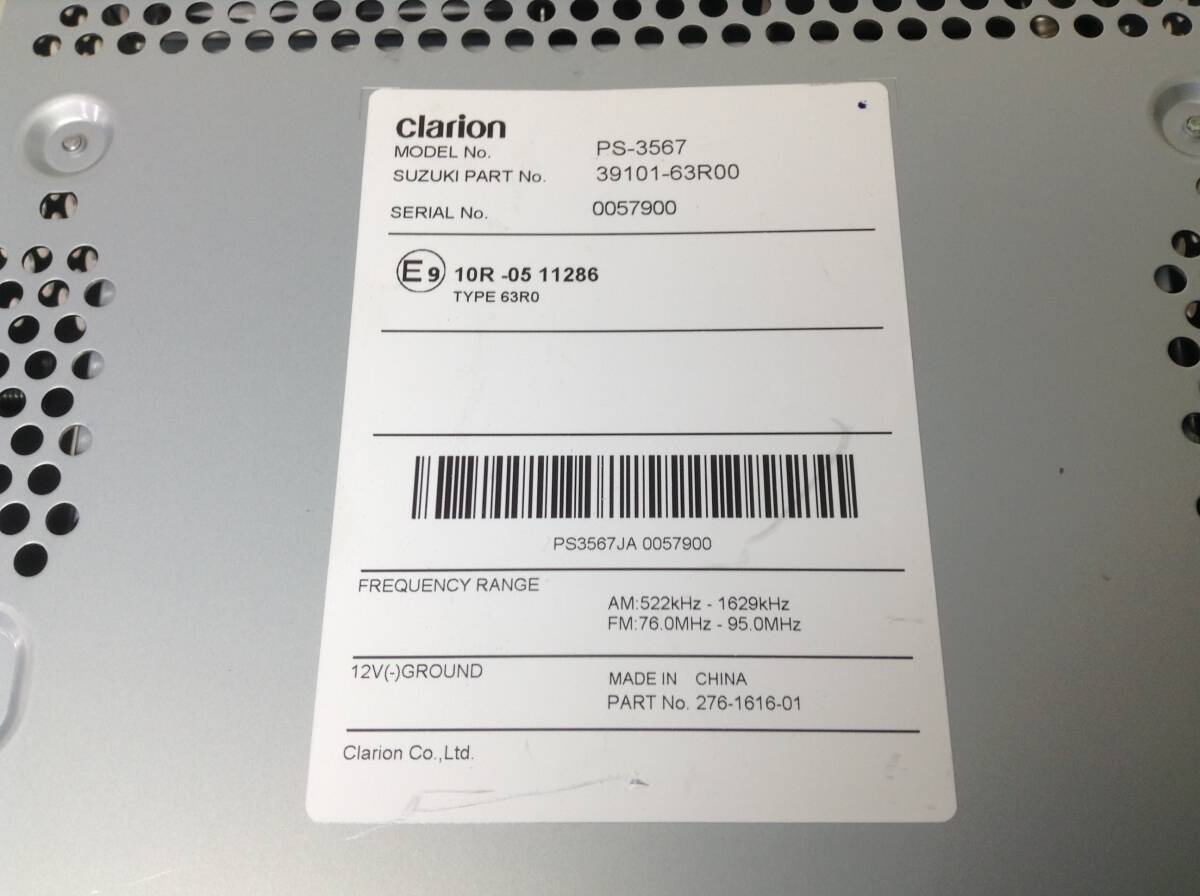 clarion
MODEL No. PS-3567
SUZUKI PART No. 39101-63R00
SERIAL No. 0057900
E9 10R -05 11286
TYPE 63R0
PS3567JA 0057900
FREQUENCY RANGE
AM:522kHz - 1629kHz
FM:76.0MHz - 95.0MHz
12V(-)GROUND
MADE IN CHINA
PART No. 276-1616-01
Clarion Co.,Ltd.